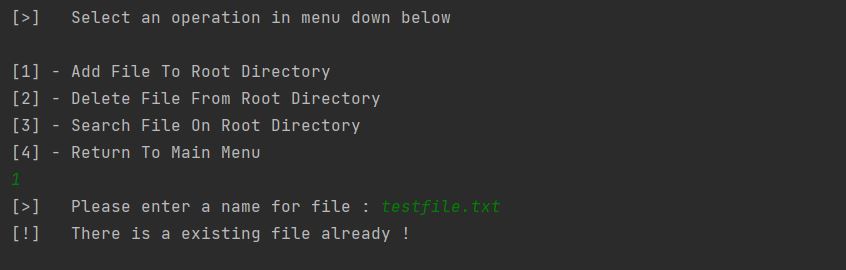 [>]   Select an operation in menu down below
[1] - Add File To Root Directory
[2] - Delete File From Root Directory
[3] - Search File On Root Directory
[4] - Return To Main Menu
1
[>]   Please enter a name for file : testfile.txt
[!]   There is a existing file already !